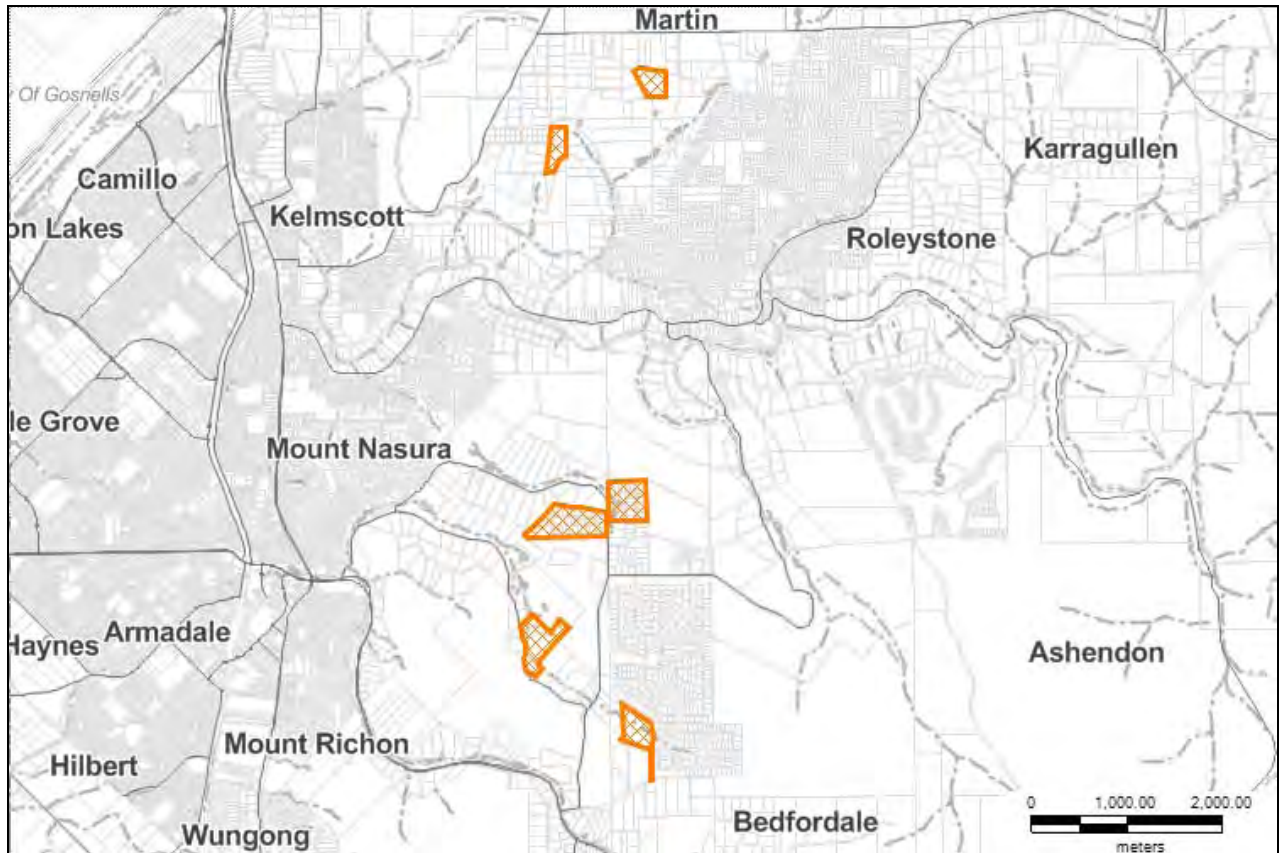 Martin
y Of Gosnells
Karragullen
Camillo
Kelmscott
on Lakes
Roleystone
le Grove
Mount Nasura
Haynes
Armadale
Ashendon
Mount Richon
Hilbert
Bedfordale
Wungong
0 1,000.00 2,000.00
meters